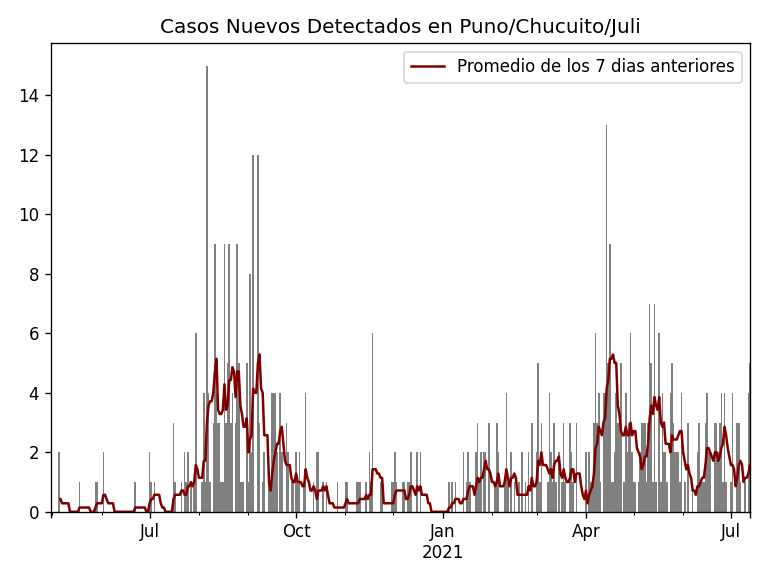 Casos Nuevos Detectados en Puno/Chucuito/Juli
Promedio de los 7 dias anteriores
14
12
10
8
6
4
2
0
Jul
Oct
Jan
Apr
Jul
2021